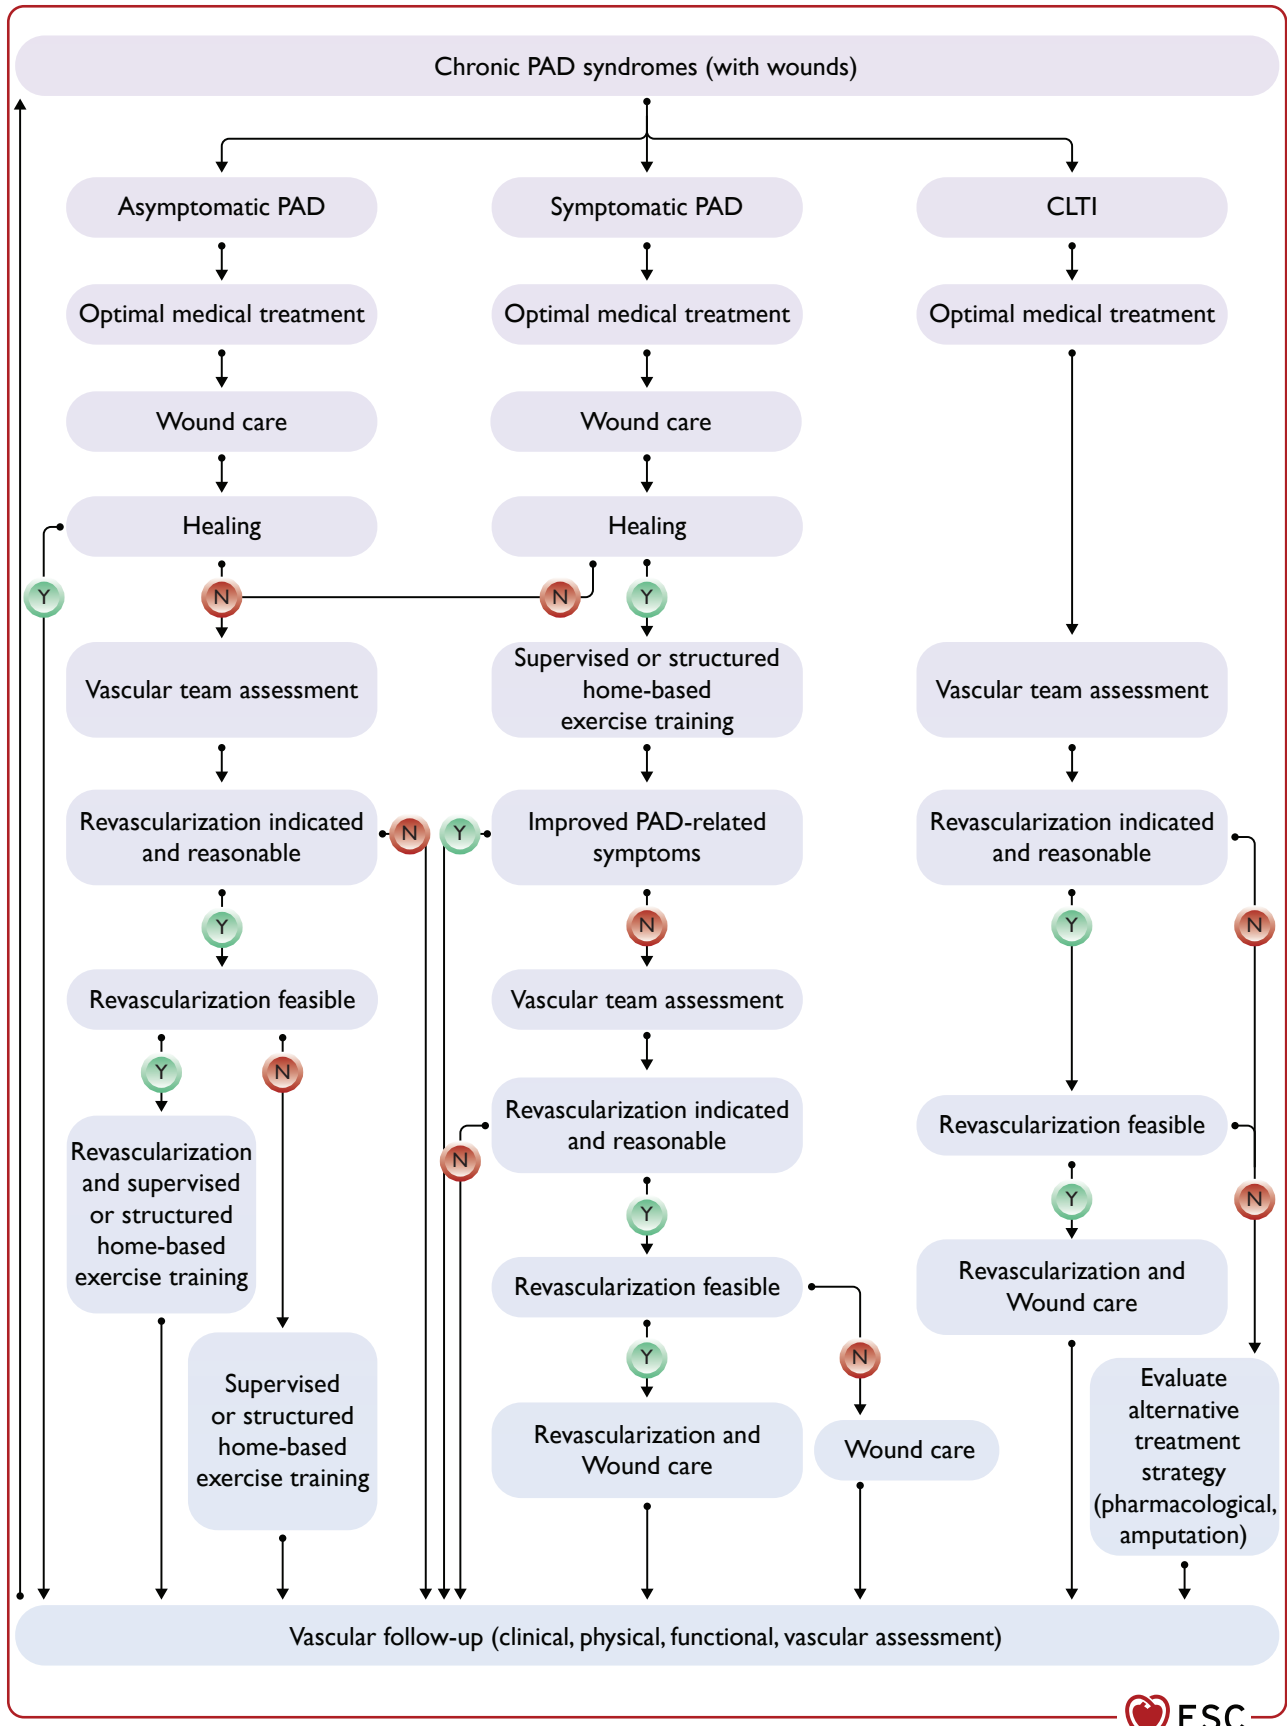 Chronic PAD syndromes (with wounds)
Asymptomatic PAD
Symptomatic PAD
CLTI
Optimal medical treatment
Optimal medical treatment
Optimal medical treatment
Wound care
Wound care
Healing
Healing
Y
N
N
Y
Vascular team assessment
Supervised or structured
home-based
exercise training
Vascular team assessment
Revascularization indicated
and reasonable
N
Y
Improved PAD-related
symptoms
Revascularization indicated
and reasonable
Y
N
Y
N
Revascularization feasible
Vascular team assessment
Y
N
Revascularization indicated
and reasonable
N
Revascularization feasible
Revascularization
and supervised
or structured
home-based
exercise training
Y
Y
N
Revascularization feasible
Revascularization and
Wound care
Y
N
Supervised
or structured
home-based
exercise training
Revascularization and
Wound care
Wound care
Evaluate
alternative
treatment
strategy
(pharmacological,
amputation)
Vascular follow-up (clinical, physical, functional, vascular assessment)
ESC